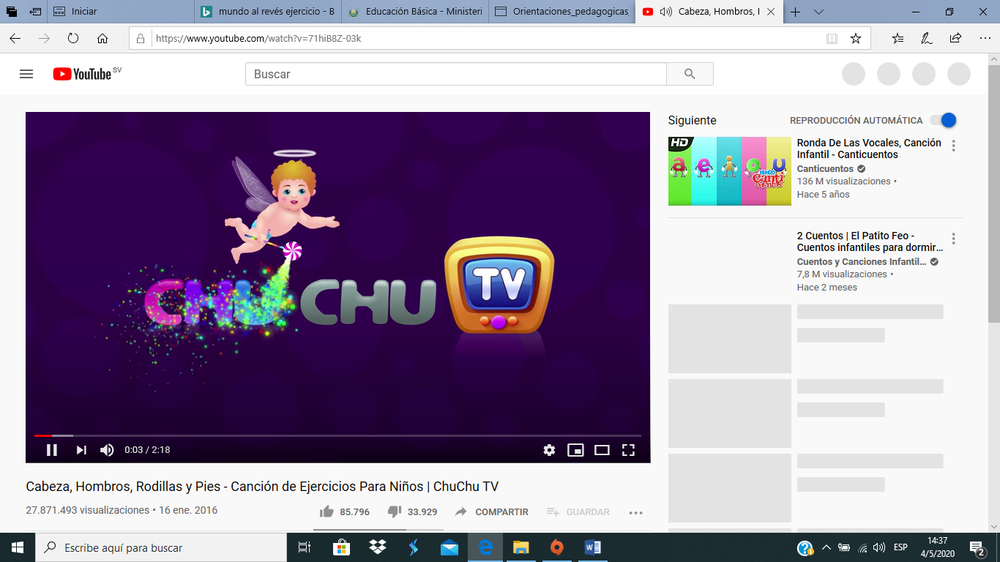 Iniciar
mundo al revés ejercicio - B
Educación Básica - Ministeri
Orientaciones_pedagogicas_
Cabeza, Hombros, I
https://www.youtube.com/watch?v=71hiB8Z-03k
YouTube SV
Buscar
CHU CHU TV
0:03 / 2:18
Cabeza, Hombros, Rodillas y Pies - Canción de Ejercicios Para Niños | ChuChu TV
27.871.493 visualizaciones • 16 ene. 2016
85.796
33.929
COMPARTIR
GUARDAR
Siguiente
REPRODUCCIÓN AUTOMÁTICA
HD
a e i o u
MUNDO
Canti
cuentos
Ronda De Las Vocales, Canción
Infantil - Canticuentos
Canticuentos
136 M visualizaciones •
Hace 5 años
2 Cuentos | El Patito Feo -
Cuentos infantiles para dormir...
Cuentos y Canciones Infantil...
7,8 M visualizaciones •
Hace 2 meses
Escribe aquí para buscar
ESP
14:37
4/5/2020
2